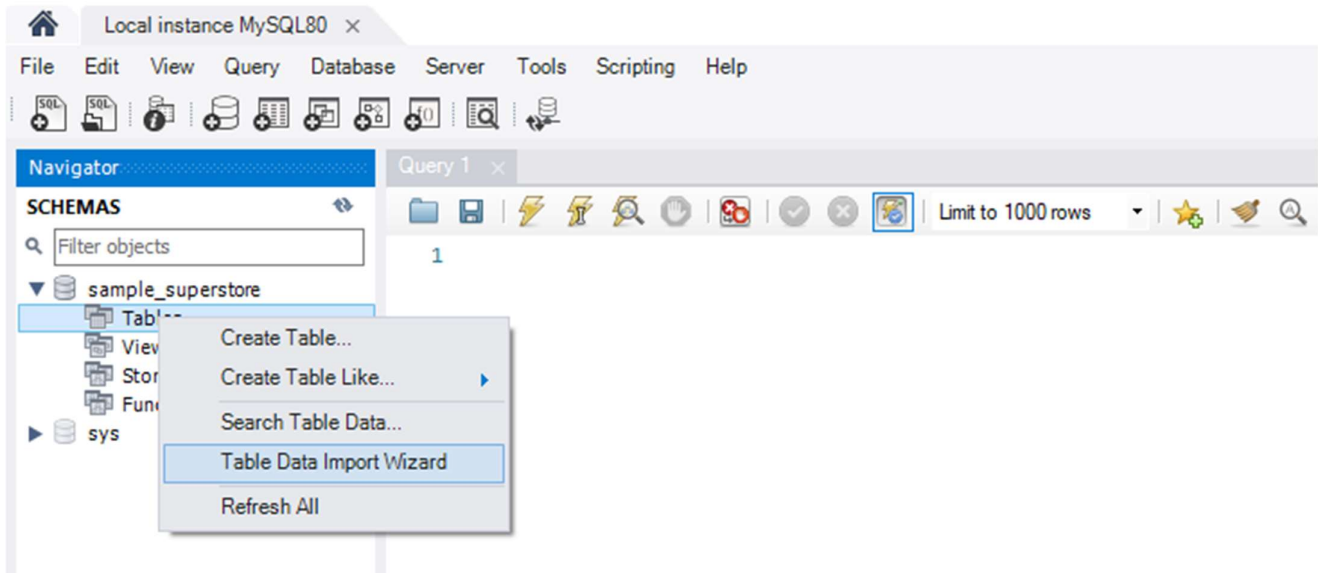 Local instance MySQL80 ×
File Edit View Query Database Server Tools Scripting Help
Navigator
Query 1 ×
SCHEMAS
Limit to 1000 rows
Filter objects
1
sample_superstore
sys
Create Table...
Create Table Like...
Search Table Data...
Table Data Import Wizard
Refresh All